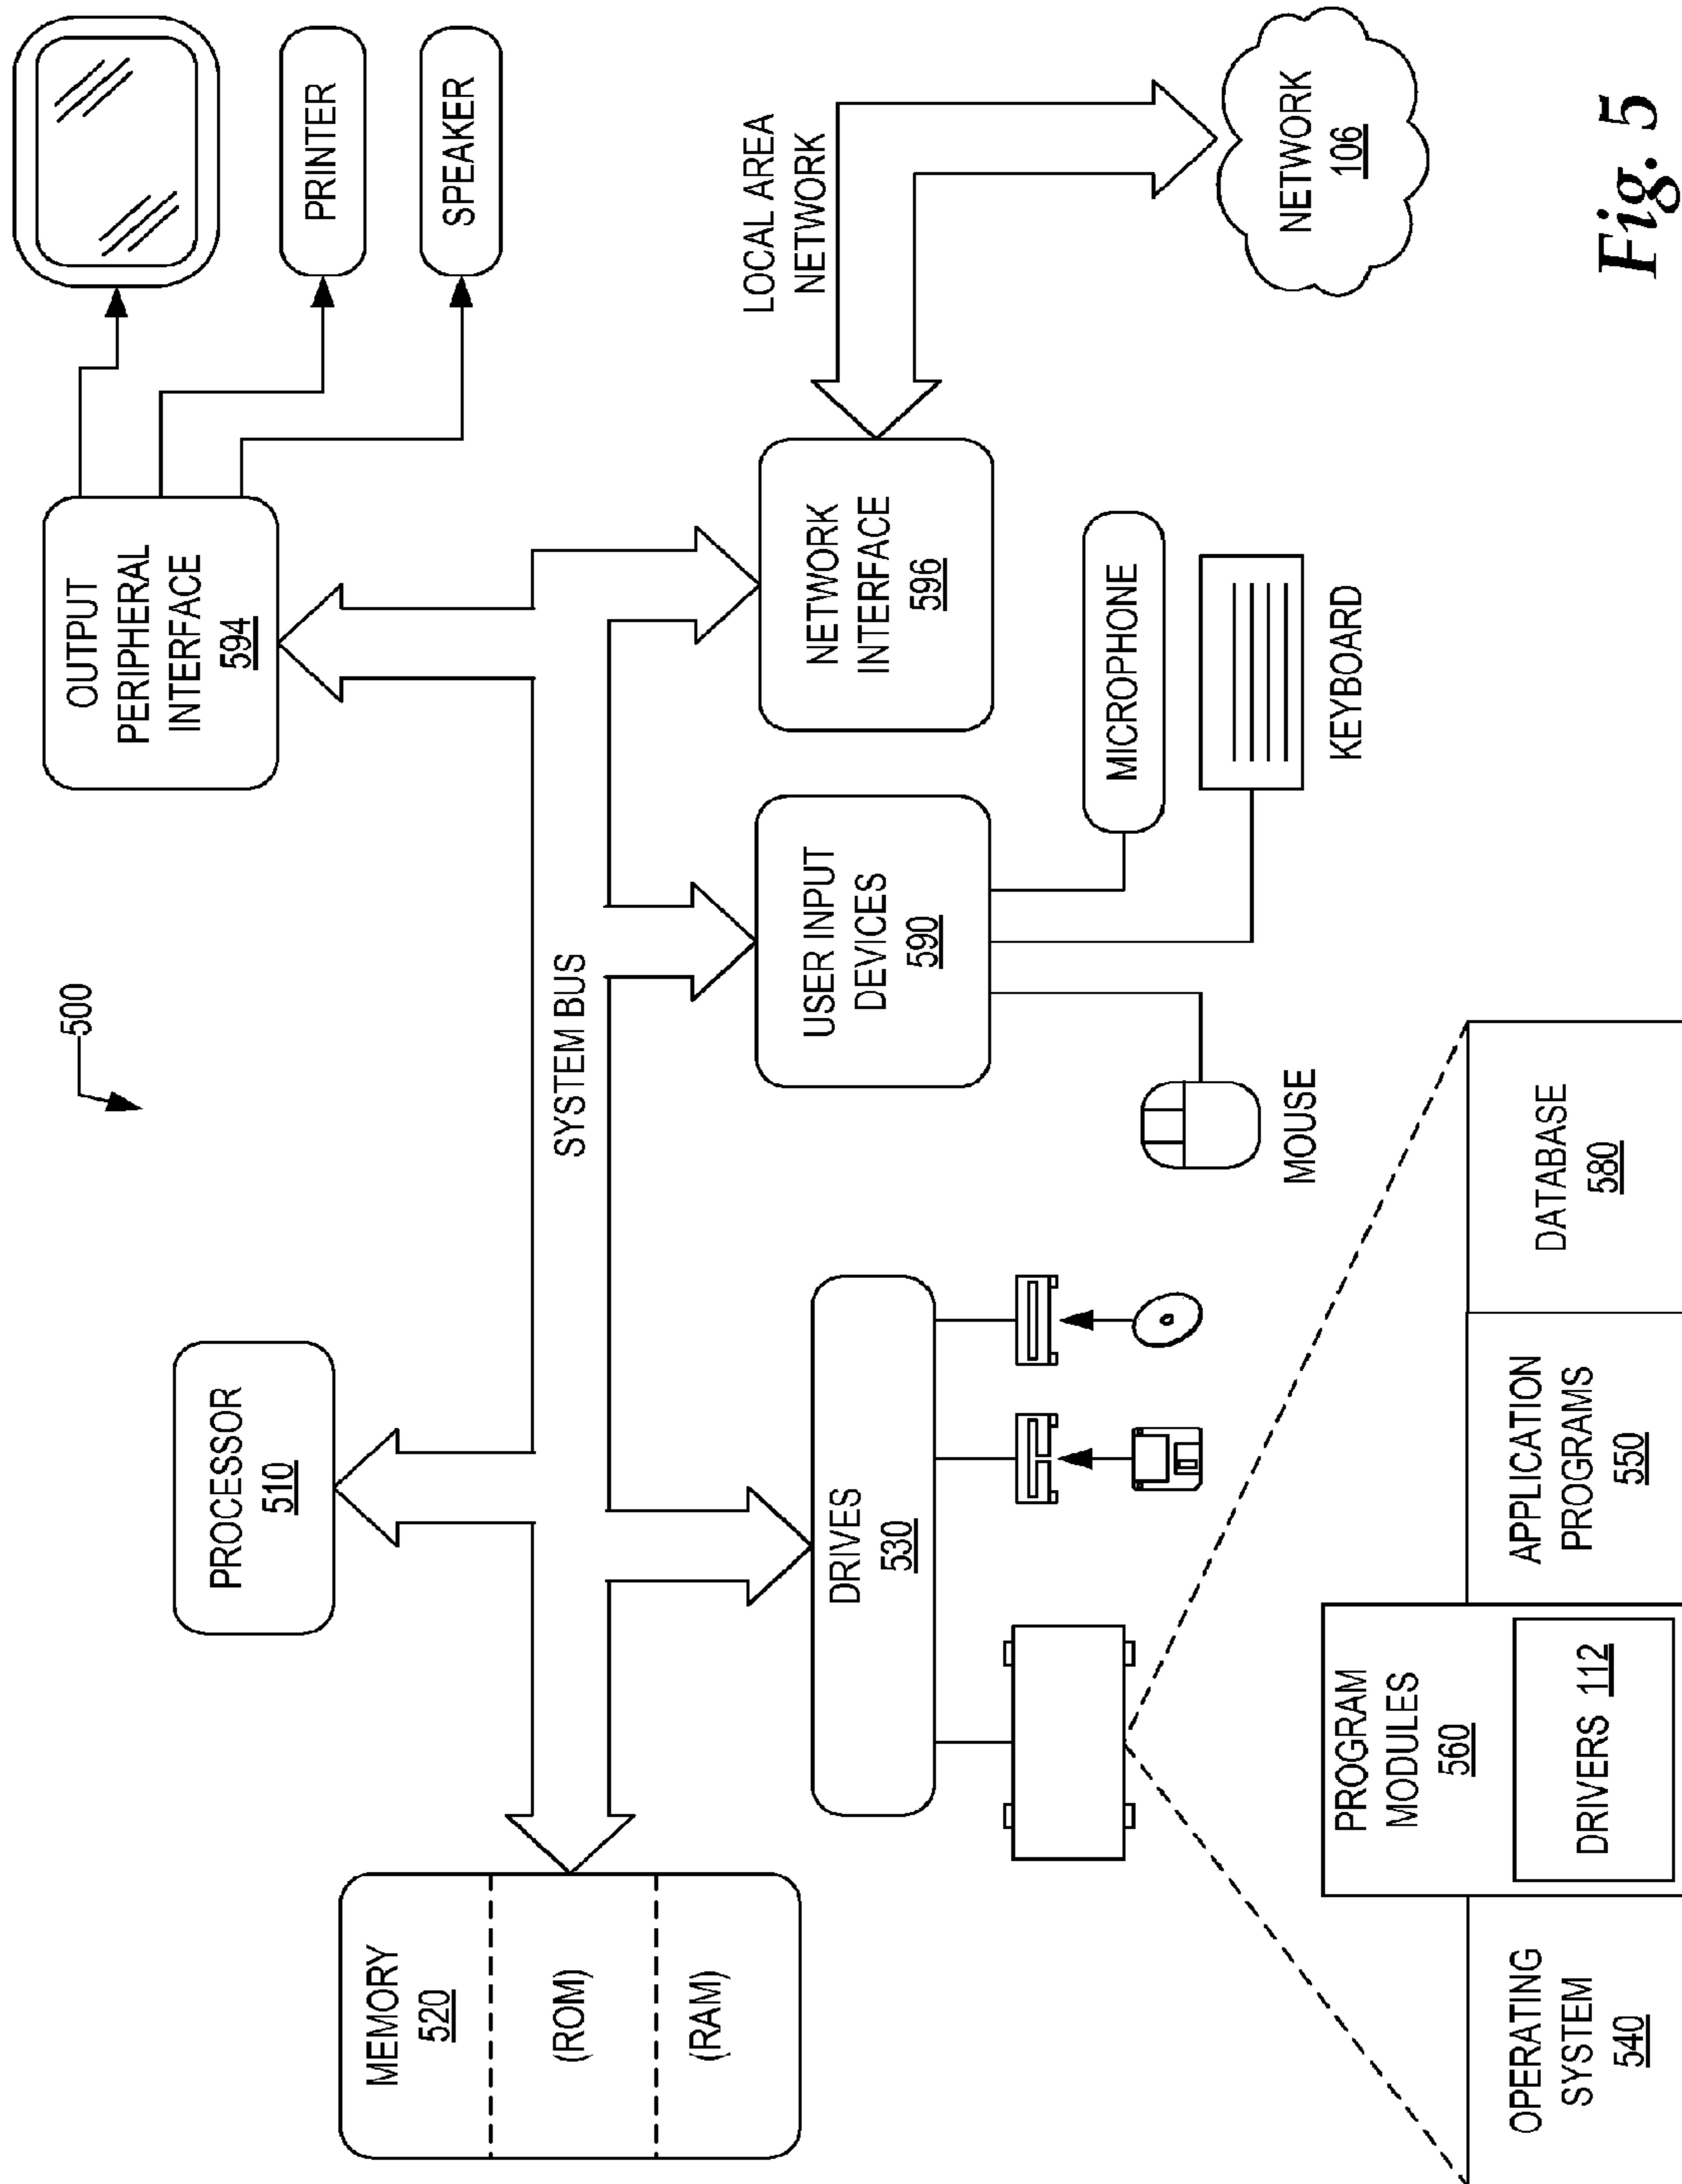 500
OUTPUT
PERIPHERAL
INTERFACE
594
PRINTER
SPEAKER
PROCESSOR
510
SYSTEM BUS
MEMORY
520
(ROM)
(RAM)
DRIVES
530
USER INPUT
DEVICES
590
NETWORK
INTERFACE
596
LOCAL AREA
NETWORK
NETWORK
106
MICROPHONE
KEYBOARD
MOUSE
OPERATING
SYSTEM
540
PROGRAM
MODULES
560
DRIVERS 112
APPLICATION
PROGRAMS
550
DATABASE
580
Fig. 5